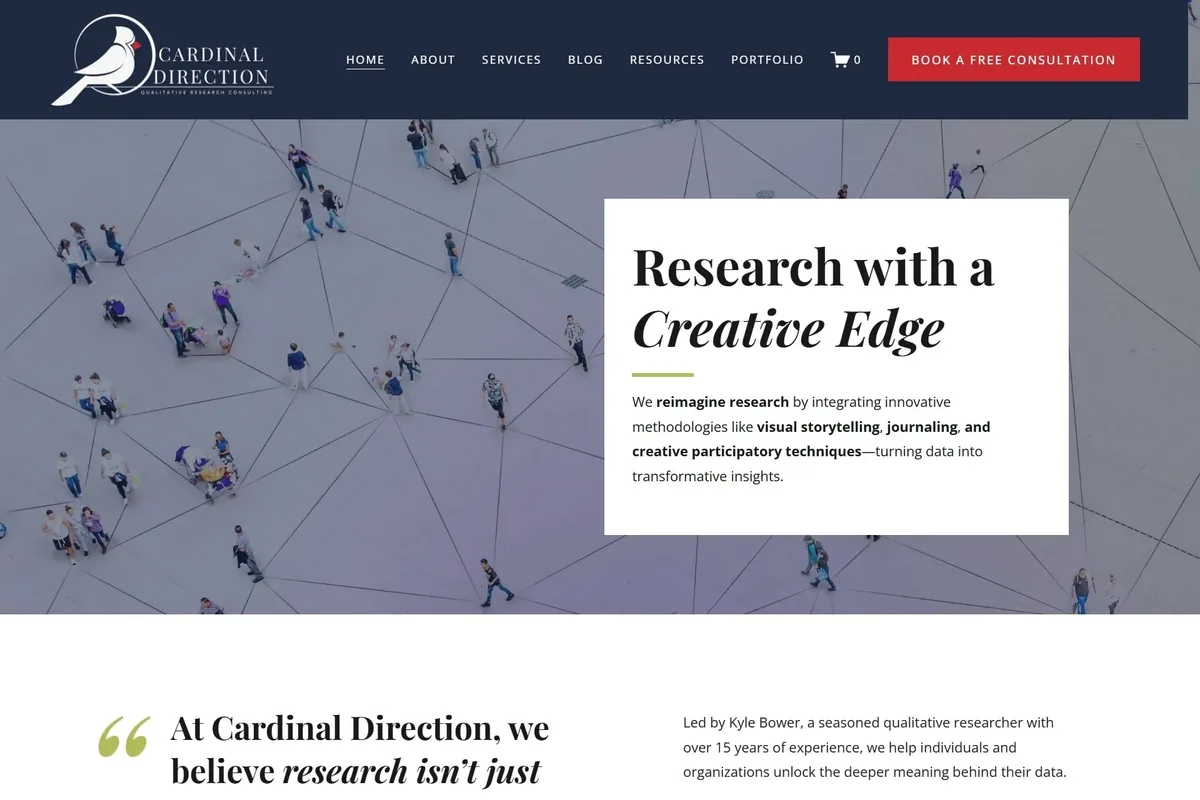 CARDINAL
DIRECTION
QUALITATIVE RESEARCH CONSULTING
HOME
ABOUT
SERVICES
BLOG
RESOURCES
PORTFOLIO
0
BOOK A FREE CONSULTATION
Research with a
Creative Edge
We reimagine research by integrating innovative
methodologies like visual storytelling, journaling, and
creative participatory techniques—turning data into
transformative insights.
“
At Cardinal Direction, we
believe research isn’t just
Led by Kyle Bower, a seasoned qualitative researcher with
over 15 years of experience, we help individuals and
organizations unlock the deeper meaning behind their data.